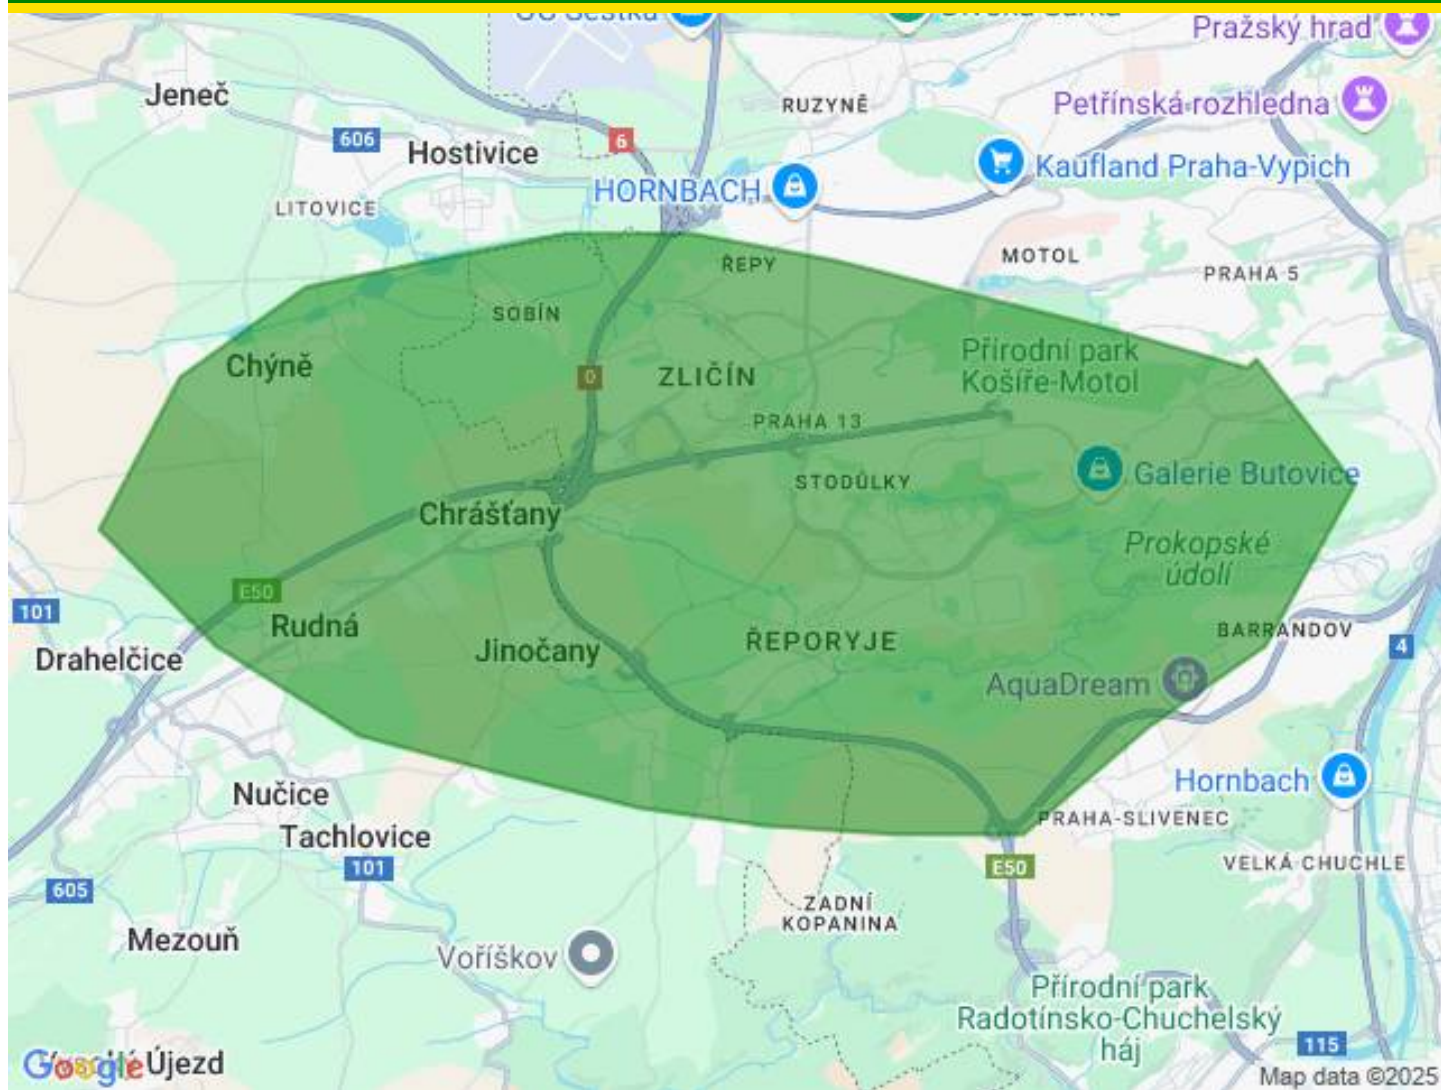 Pražský hrad
Jeneč
RUZYNĚ
Petřínská rozhledna
606
6
Hostivice
HORNBACH
Kaufland Praha-Vypich
LITOVICE
MOTOL
ŘEPY
PRAHA 5
SOBÍN
Chýně
Přírodní park
Košíře-Motol
0
ZLIČÍN
PRAHA 13
Galerie Butovice
STODŮLKY
Chrášťany
Prokopské
údolí
E50
101
Rudná
BARRANDOV
Jinočany
ŘEPORYJE
4
Drahelčice
AquaDream
Nučice
Hornbach
Tachlovice
PRAHA-SLIVENEC
101
E50
VELKÁ CHUCHLE
605
ZADNÍ
KOPANINA
Mezouň
Voříškov
Přírodní park
Radotínsko-Chuchelský
háj
115
Google
Újezd
Map data ©2025